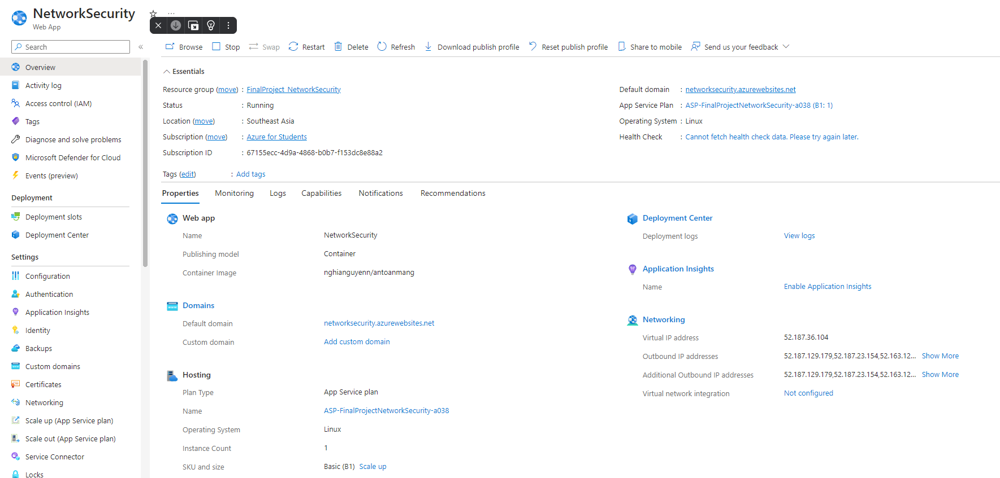 NetworkSecurity
Web App
Search
Overview
Activity log
Access control (IAM)
Tags
Diagnose and solve problems
Microsoft Defender for Cloud
Events (preview)
Deployment
Deployment slots
Deployment Center
Settings
Configuration
Authentication
Application Insights
Identity
Backups
Custom domains
Certificates
Networking
Scale up (App Service plan)
Scale out (App Service plan)
Service Connector
Locks
Browse Stop Swap Restart Delete Refresh Download publish profile Reset publish profile Share to mobile Send us your feedback
Essentials
Resource group (move) : FinalProject_NetworkSecurity
Status : Running
Location (move) : Southeast Asia
Subscription (move) : Azure for Students
Subscription ID : 67155ecc-4d9a-4868-b0b7-f153dc8e88a2
Default domain : networksecurity.azurewebsites.net
App Service Plan : ASP-FinalProjectNetworkSecurity-a038 (B1: 1)
Operating System : Linux
Health Check : Cannot fetch health check data. Please try again later.
Tags (edit) : Add tags
Properties Monitoring Logs Capabilities Notifications Recommendations
Web app
Name NetworkSecurity
Publishing model Container
Container Image nghianguyenn/antoanmang
Domains
Default domain networksecurity.azurewebsites.net
Custom domain Add custom domain
Hosting
Plan Type App Service plan
Name ASP-FinalProjectNetworkSecurity-a038
Operating System Linux
Instance Count 1
SKU and size Basic (B1) Scale up
Deployment Center
Deployment logs View logs
Application Insights
Name Enable Application Insights
Networking
Virtual IP address 52.187.36.104
Outbound IP addresses 52.187.129.179,52.187.23.154,52.163.12... Show More
Additional Outbound IP addresses 52.187.129.179,52.187.23.154,52.163.12... Show More
Virtual network integration Not configured